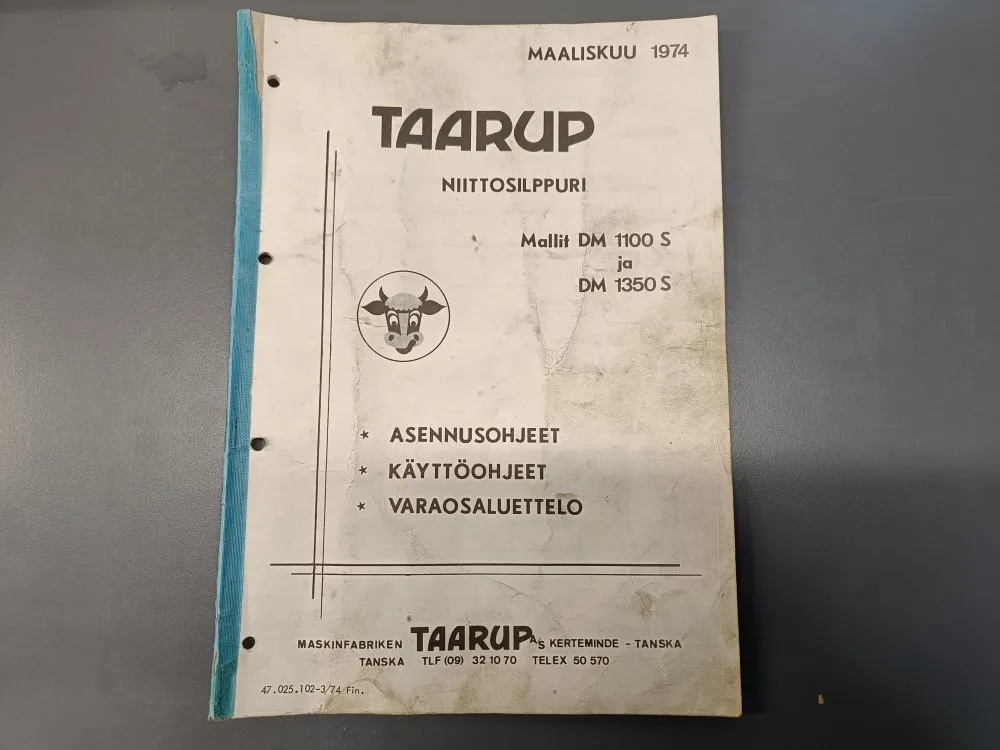 MAALISKUU 1974
TAARUP
NIITTOSILPPURI
Mallit DM 1100 S
ja
DM 1350 S
* ASENNUSOHJEET
* KÄYTTÖOHJEET
* VARAOSALUETTELO
MASKINFABRIKEN TAARUP A/S KERTEMINDE - TANSKA
TANSKA TLF (09) 32 10 70 TELEX 50 570
47.025.102-3/74 Fin.